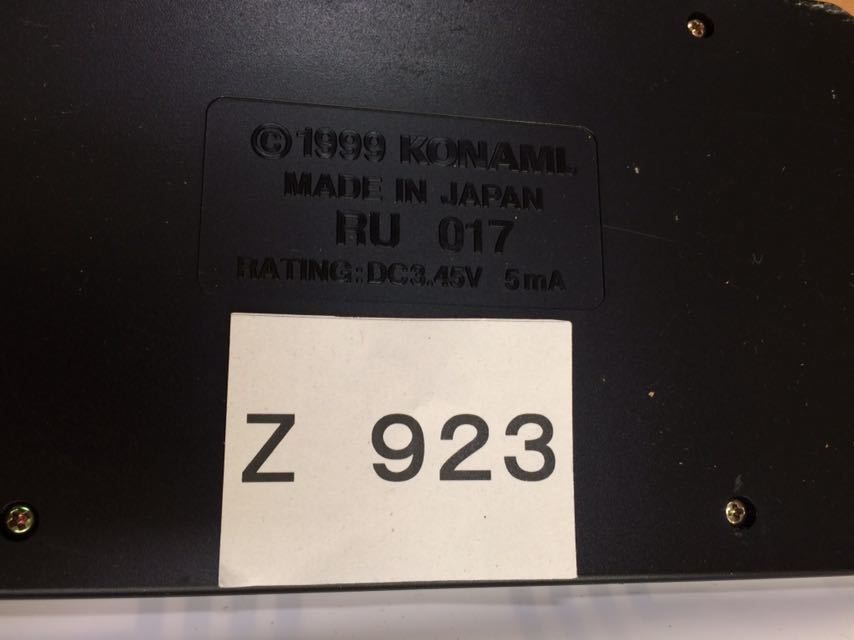 ©1999 KONAMI
MADE IN JAPAN
RU 017
RATING:DC3.45V 5mA
Z 923